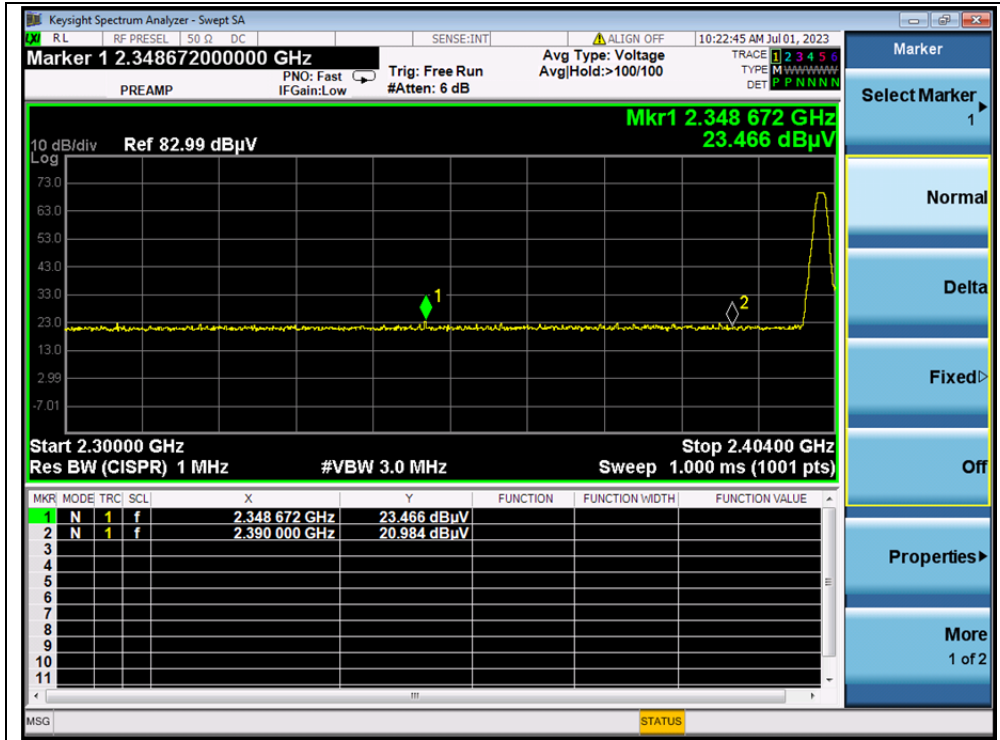 Keysight Spectrum Analyzer - Swept SA
LXI RL RF PRESEL 50 Ω DC SENSE:INT ALIGN OFF 10:22:45 AM Jul 01, 2023
Marker 1 2.348672000000 GHz
PREAMP
PNO: Fast
IFGain:Low
Trig: Free Run
#Atten: 6 dB
Avg Type: Voltage
Avg|Hold:>100/100
TRACE 1 2 3 4 5 6
TYPE M W W W W W
DET P P N N N N
Mkr1 2.348 672 GHz
23.466 dBµV
10 dB/div Ref 82.99 dBµV
Log
73.0
63.0
53.0
43.0
33.0
23.0
13.0
2.99
-7.01
1
2
Start 2.30000 GHz Stop 2.40400 GHz
Res BW (CISPR) 1 MHz #VBW 3.0 MHz Sweep 1.000 ms (1001 pts)
MKR MODE TRC SCL X Y FUNCTION FUNCTION WIDTH FUNCTION VALUE
1 N 1 f 2.348 672 GHz 23.466 dBµV
2 N 1 f 2.390 000 GHz 20.984 dBµV
3
4
5
6
7
8
9
10
11
MSG STATUS
Marker
Select Marker
1
Normal
Delta
Fixed
Off
Properties
More
1 of 2